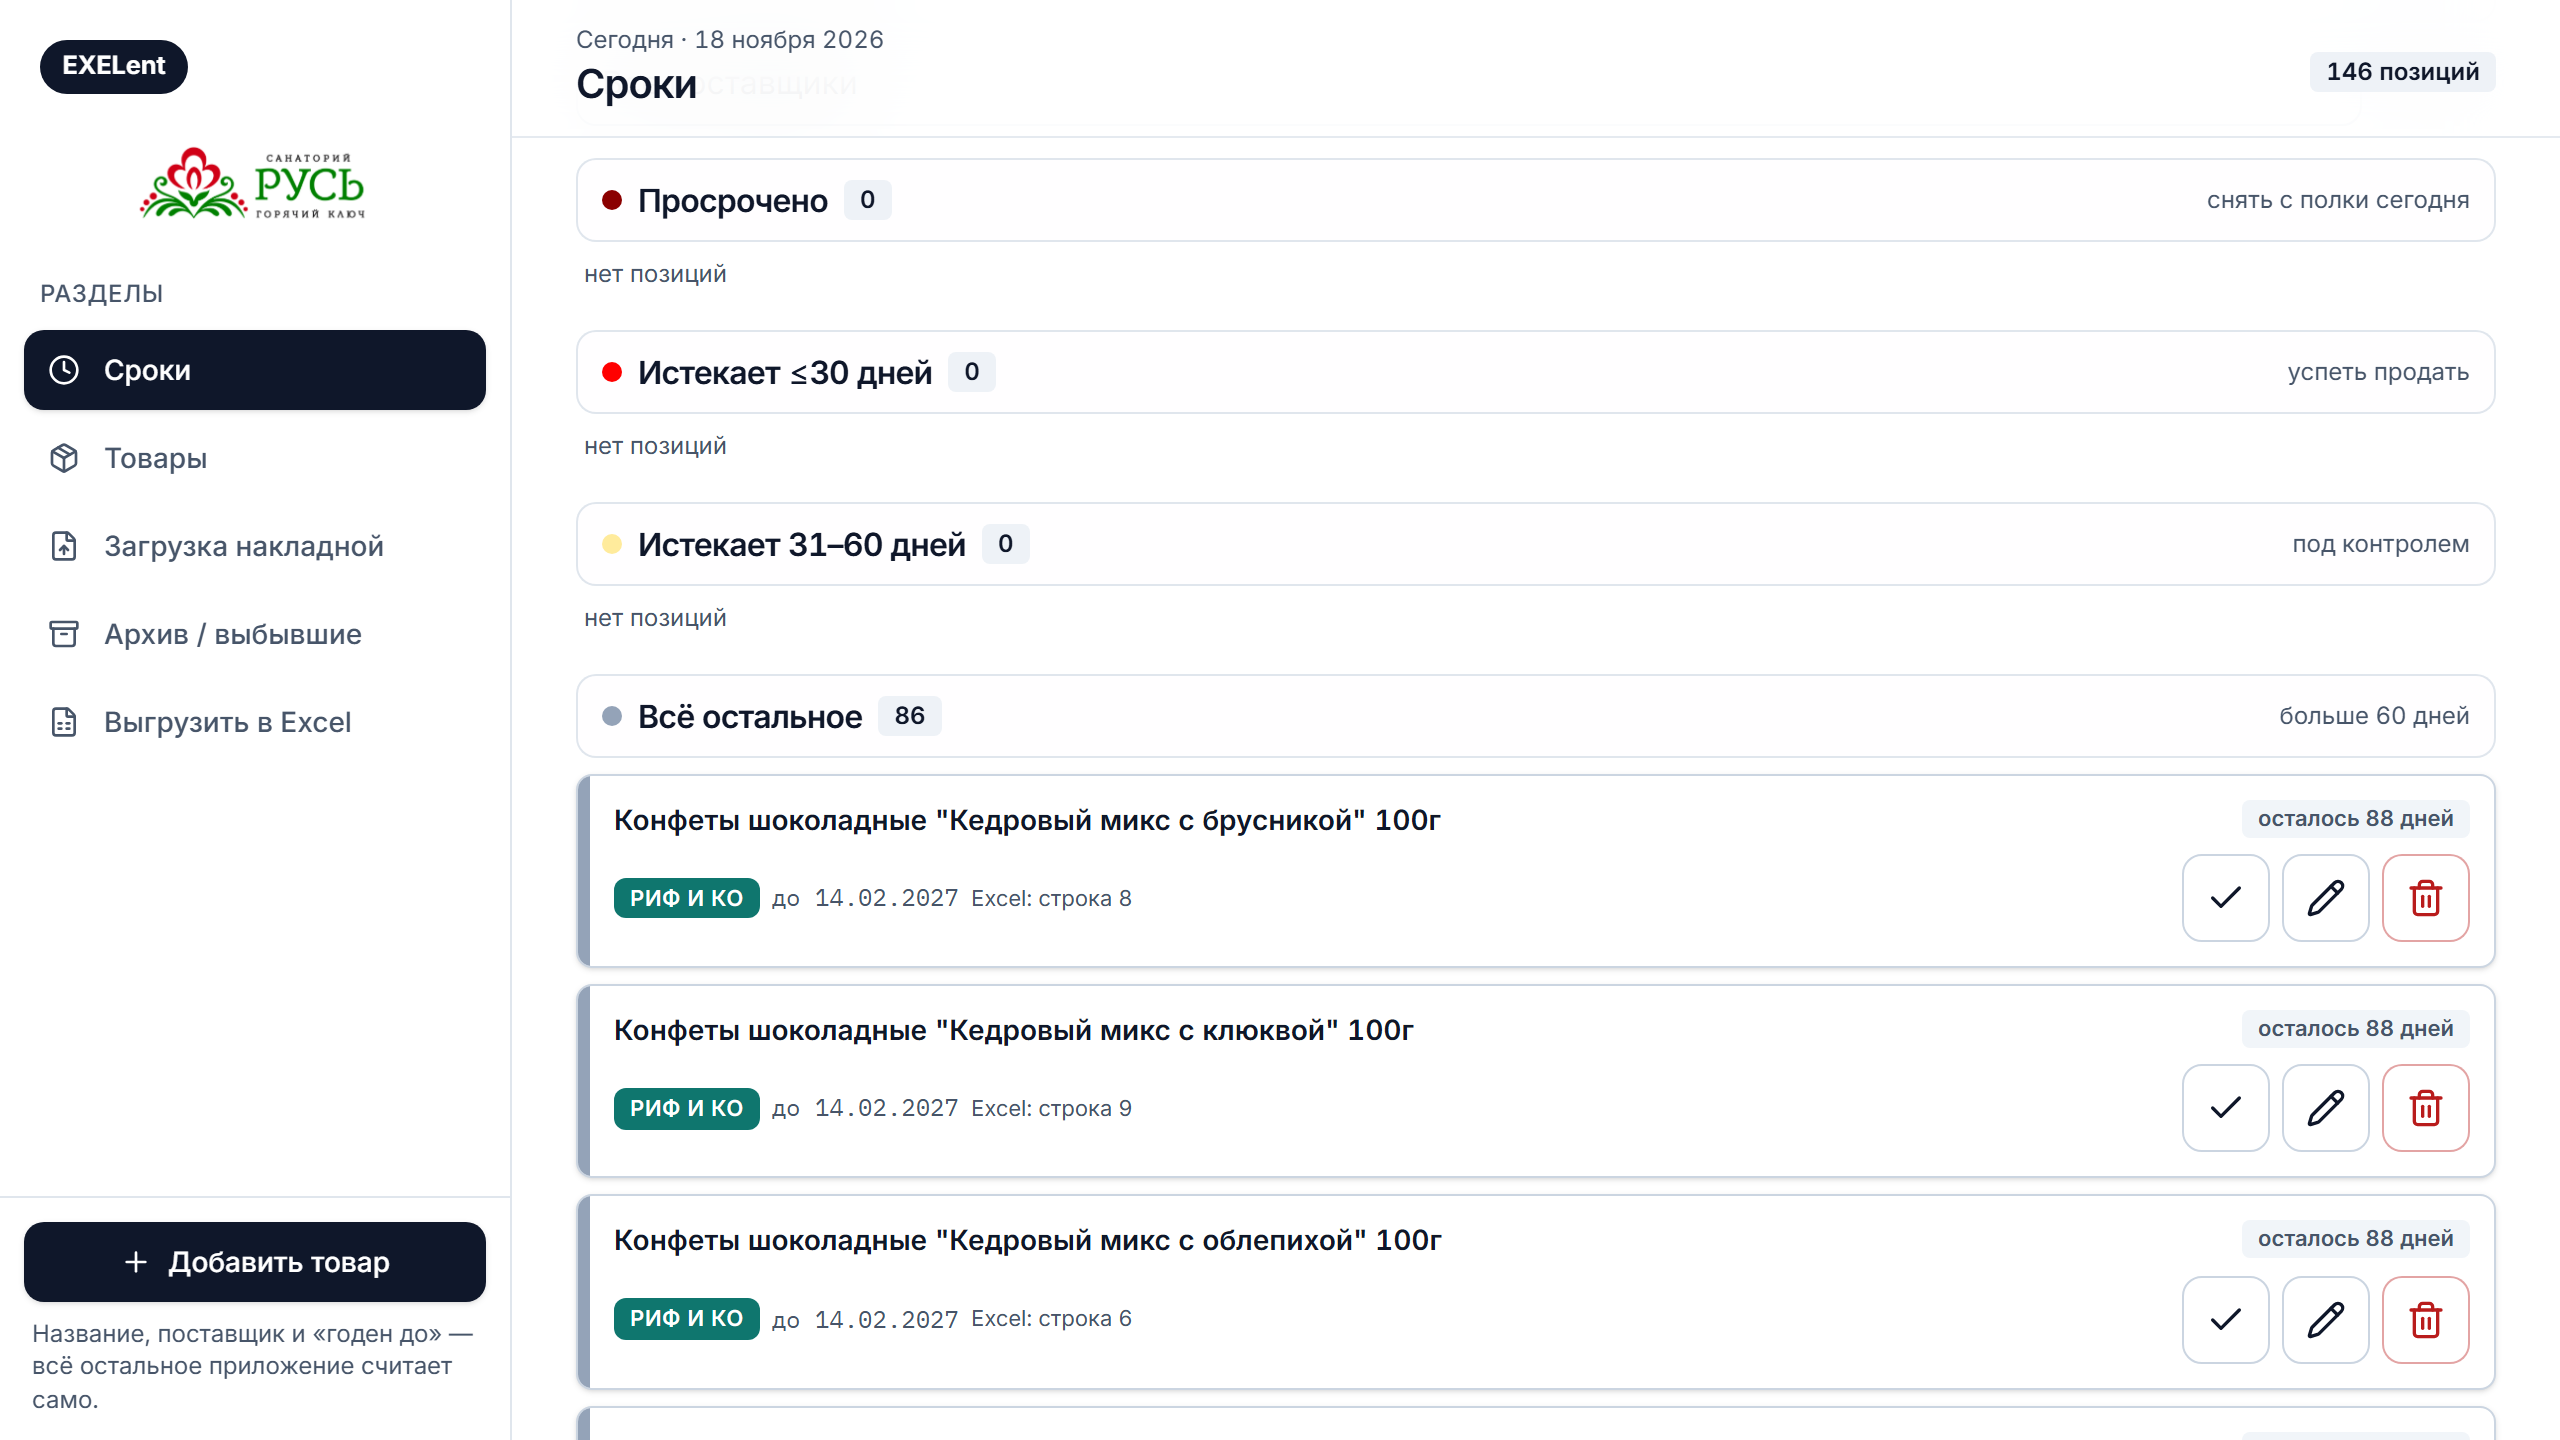 EXELent
САНАТОРИЙ
РУСЬ
ГОРЯЧИЙ КЛЮЧ
РАЗДЕЛЫ
Сроки
Товары
Загрузка накладной
Архив / выбывшие
Выгрузить в Excel
Добавить товар
Название, поставщик и «годен до» —
всё остальное приложение считает
само.
Сегодня · 18 ноября 2026
Сроки
146 позиций
Просрочено 0 снять с полки сегодня
нет позиций
Истекает ≤30 дней 0 успеть продать
нет позиций
Истекает 31–60 дней 0 под контролем
нет позиций
Всё остальное 86 больше 60 дней
Конфеты шоколадные "Кедровый микс с брусникой" 100г осталось 88 дней
РИФ И КО до 14.02.2027 Excel: строка 8
Конфеты шоколадные "Кедровый микс с клюквой" 100г осталось 88 дней
РИФ И КО до 14.02.2027 Excel: строка 9
Конфеты шоколадные "Кедровый микс с облепихой" 100г осталось 88 дней
РИФ И КО до 14.02.2027 Excel: строка 6